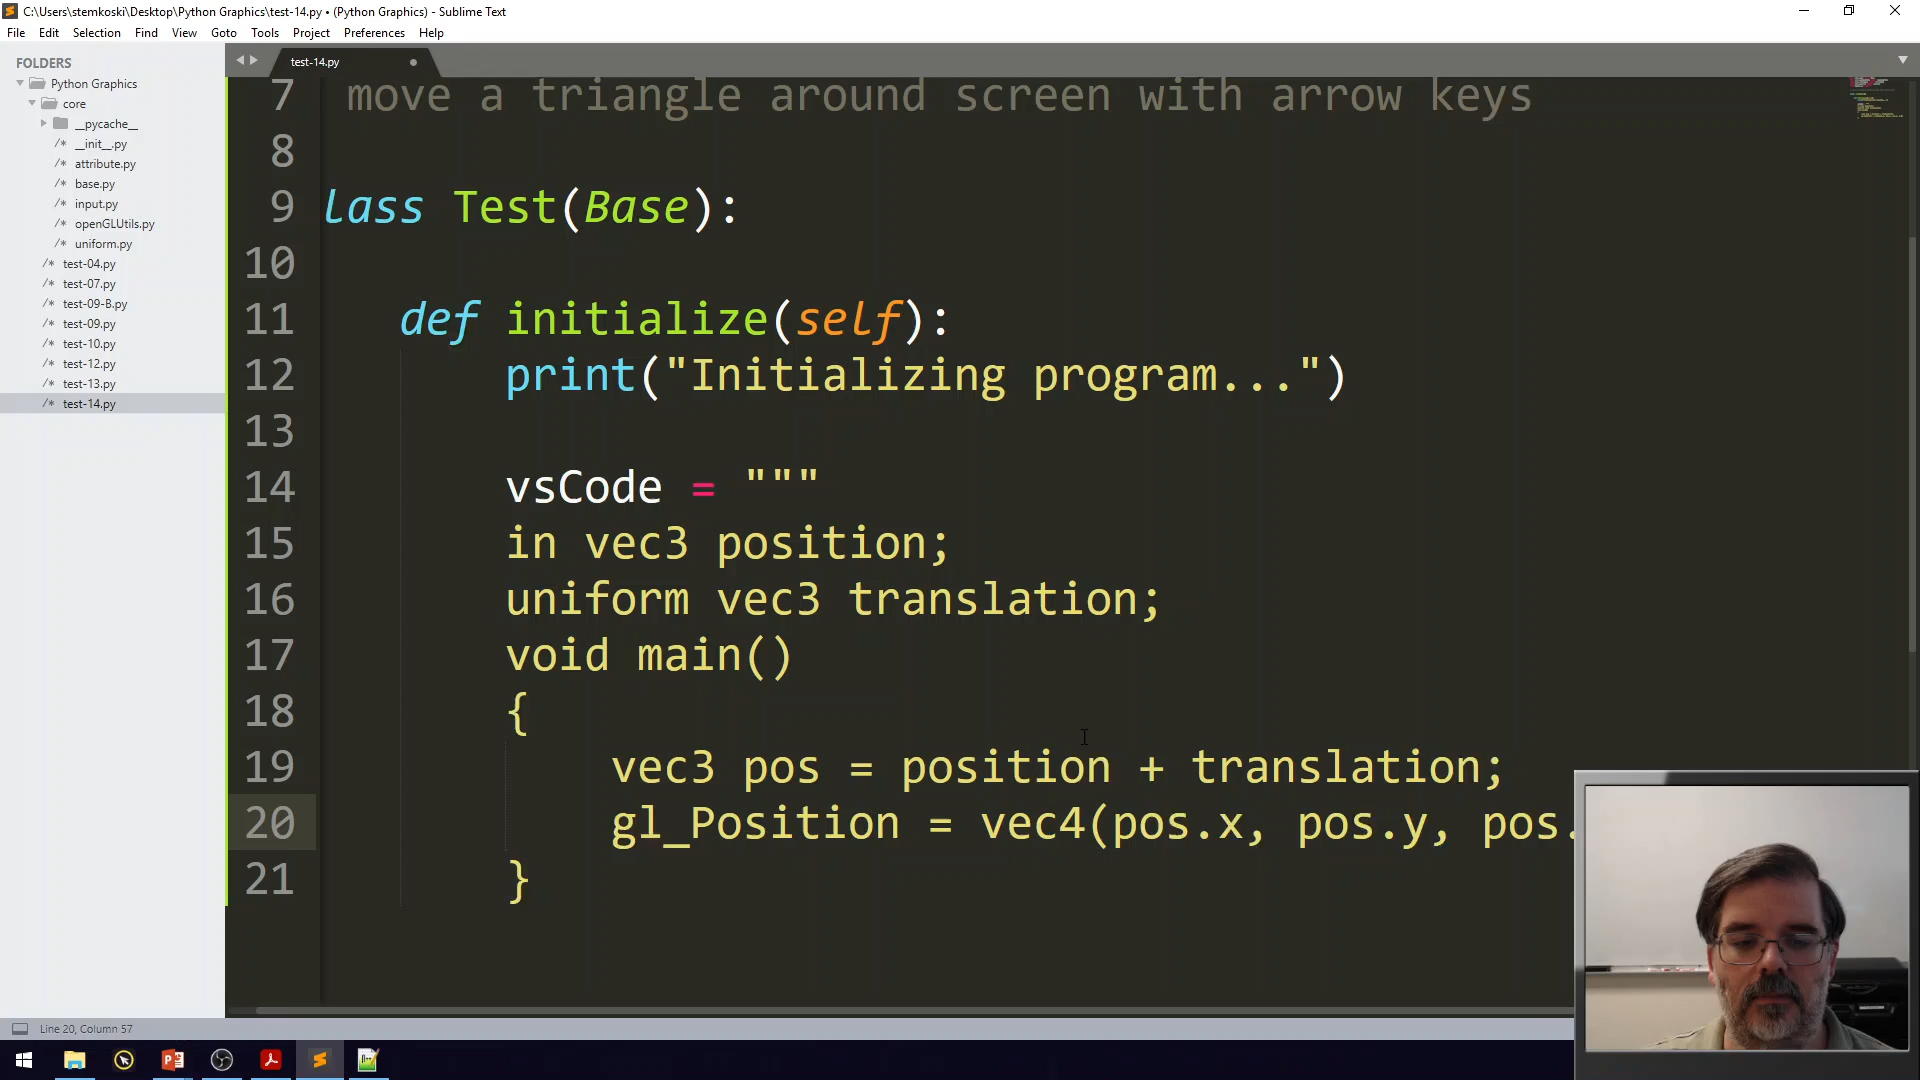 C:\Users\stemkoski\Desktop\Python Graphics\test-14.py • (Python Graphics) - Sublime Text
File Edit Selection Find View Goto Tools Project Preferences Help
FOLDERS
Python Graphics
core
__pycache__
/* __init__.py
/* attribute.py
/* base.py
/* input.py
/* openGLUtils.py
/* uniform.py
/* test-04.py
/* test-07.py
/* test-09-B.py
/* test-09.py
/* test-10.py
/* test-12.py
/* test-13.py
/* test-14.py
test-14.py
7 move a triangle around screen with arrow keys
8
9 lass Test(Base):
10
11 def initialize(self):
12 print("Initializing program...")
13
14 vsCode = """
15 in vec3 position;
16 uniform vec3 translation;
17 void main()
18 {
19 vec3 pos = position + translation;
20 gl_Position = vec4(pos.x, pos.y, pos.
21 }
Line 20, Column 57